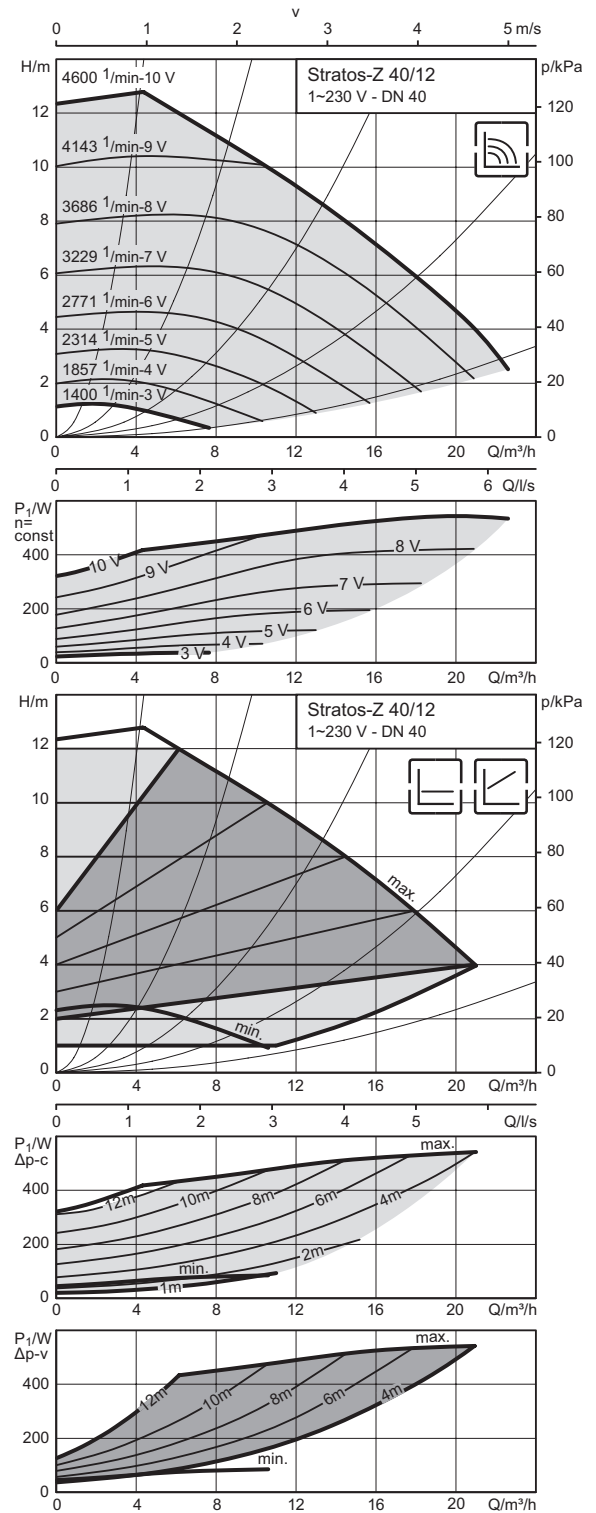 v
0 1 2 3 4 5 m/s
H/m p/kPa
4600 1/min-10 V
Stratos-Z 40/12
1~230 V - DN 40
12 120
4143 1/min-9 V
10 100
3686 1/min-8 V
8 80
3229 1/min-7 V
6 60
2771 1/min-6 V
2314 1/min-5 V
4 40
1857 1/min-4 V
2 20
1400 1/min-3 V
0 0
0 4 8 12 16 20 Q/m³/h
0 1 2 3 4 5 6 Q/l/s
P1/W
n=
const
10 V
9 V
8 V
400
7 V
6 V
200
5 V
4 V
3 V
0
0 4 8 12 16 20 Q/m³/h
H/m p/kPa
Stratos-Z 40/12
1~230 V - DN 40
12 120
10 100
8 80
max.
6 60
4 40
2 20
min.
0 0
0 4 8 12 16 20 Q/m³/h
0 1 2 3 4 5 Q/l/s
P1/W
Δp-c
max.
400
12m 10m 8m 6m 4m
200
2m
min.
1m
0
0 4 8 12 16 20 Q/m³/h
P1/W
Δp-v
max.
400
12m 10m 8m 6m 4m
200
min.
0
0 4 8 12 16 20 Q/m³/h